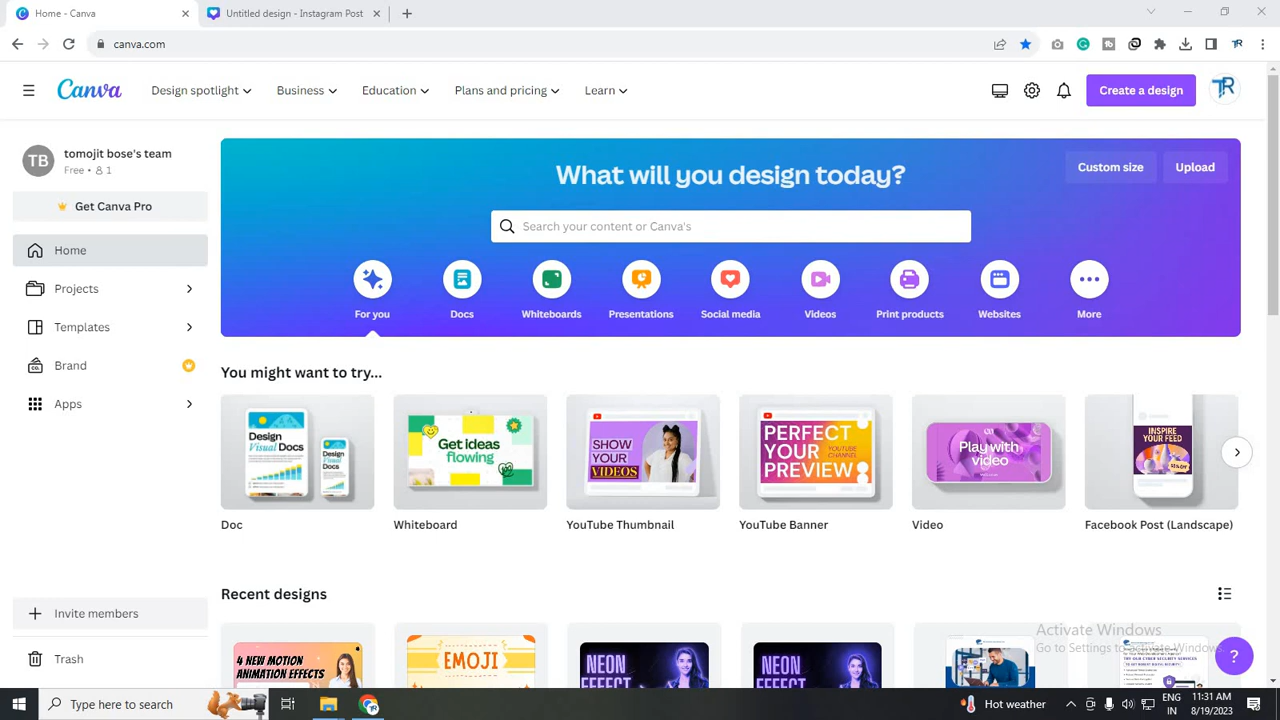 Home - Canva
Untitled design - Instagram Post
canva.com
Canva
Design spotlight
Business
Education
Plans and pricing
Learn
Create a design
TR
TB
tomojit bose's team
Free • 1
Get Canva Pro
Home
Projects
Templates
Brand
Apps
Invite members
Trash
What will you design today?
Custom size
Upload
Search your content or Canva's
For you
Docs
Whiteboards
Presentations
Social media
Videos
Print products
Websites
More
You might want to try...
Design
Visual Docs
Design
Visual
Docs
Get ideas
flowing
SHOW
YOUR
VIDEOS
PERFECT
YOUR
PREVIEW
YOUTUBE
CHANNEL
Play with
video
INSPIRE
YOUR FEED
Doc
Whiteboard
YouTube Thumbnail
YouTube Banner
Video
Facebook Post (Landscape)
Recent designs
4 NEW MOTION
ANIMATION EFFECTS
EMOJI
NEON
EFFECT
NEON
EFFECT
Activate Windows
Go to Settings to activate Windows.
?
Type here to search
Hot weather
ENG
IN
11:31 AM
8/19/2023